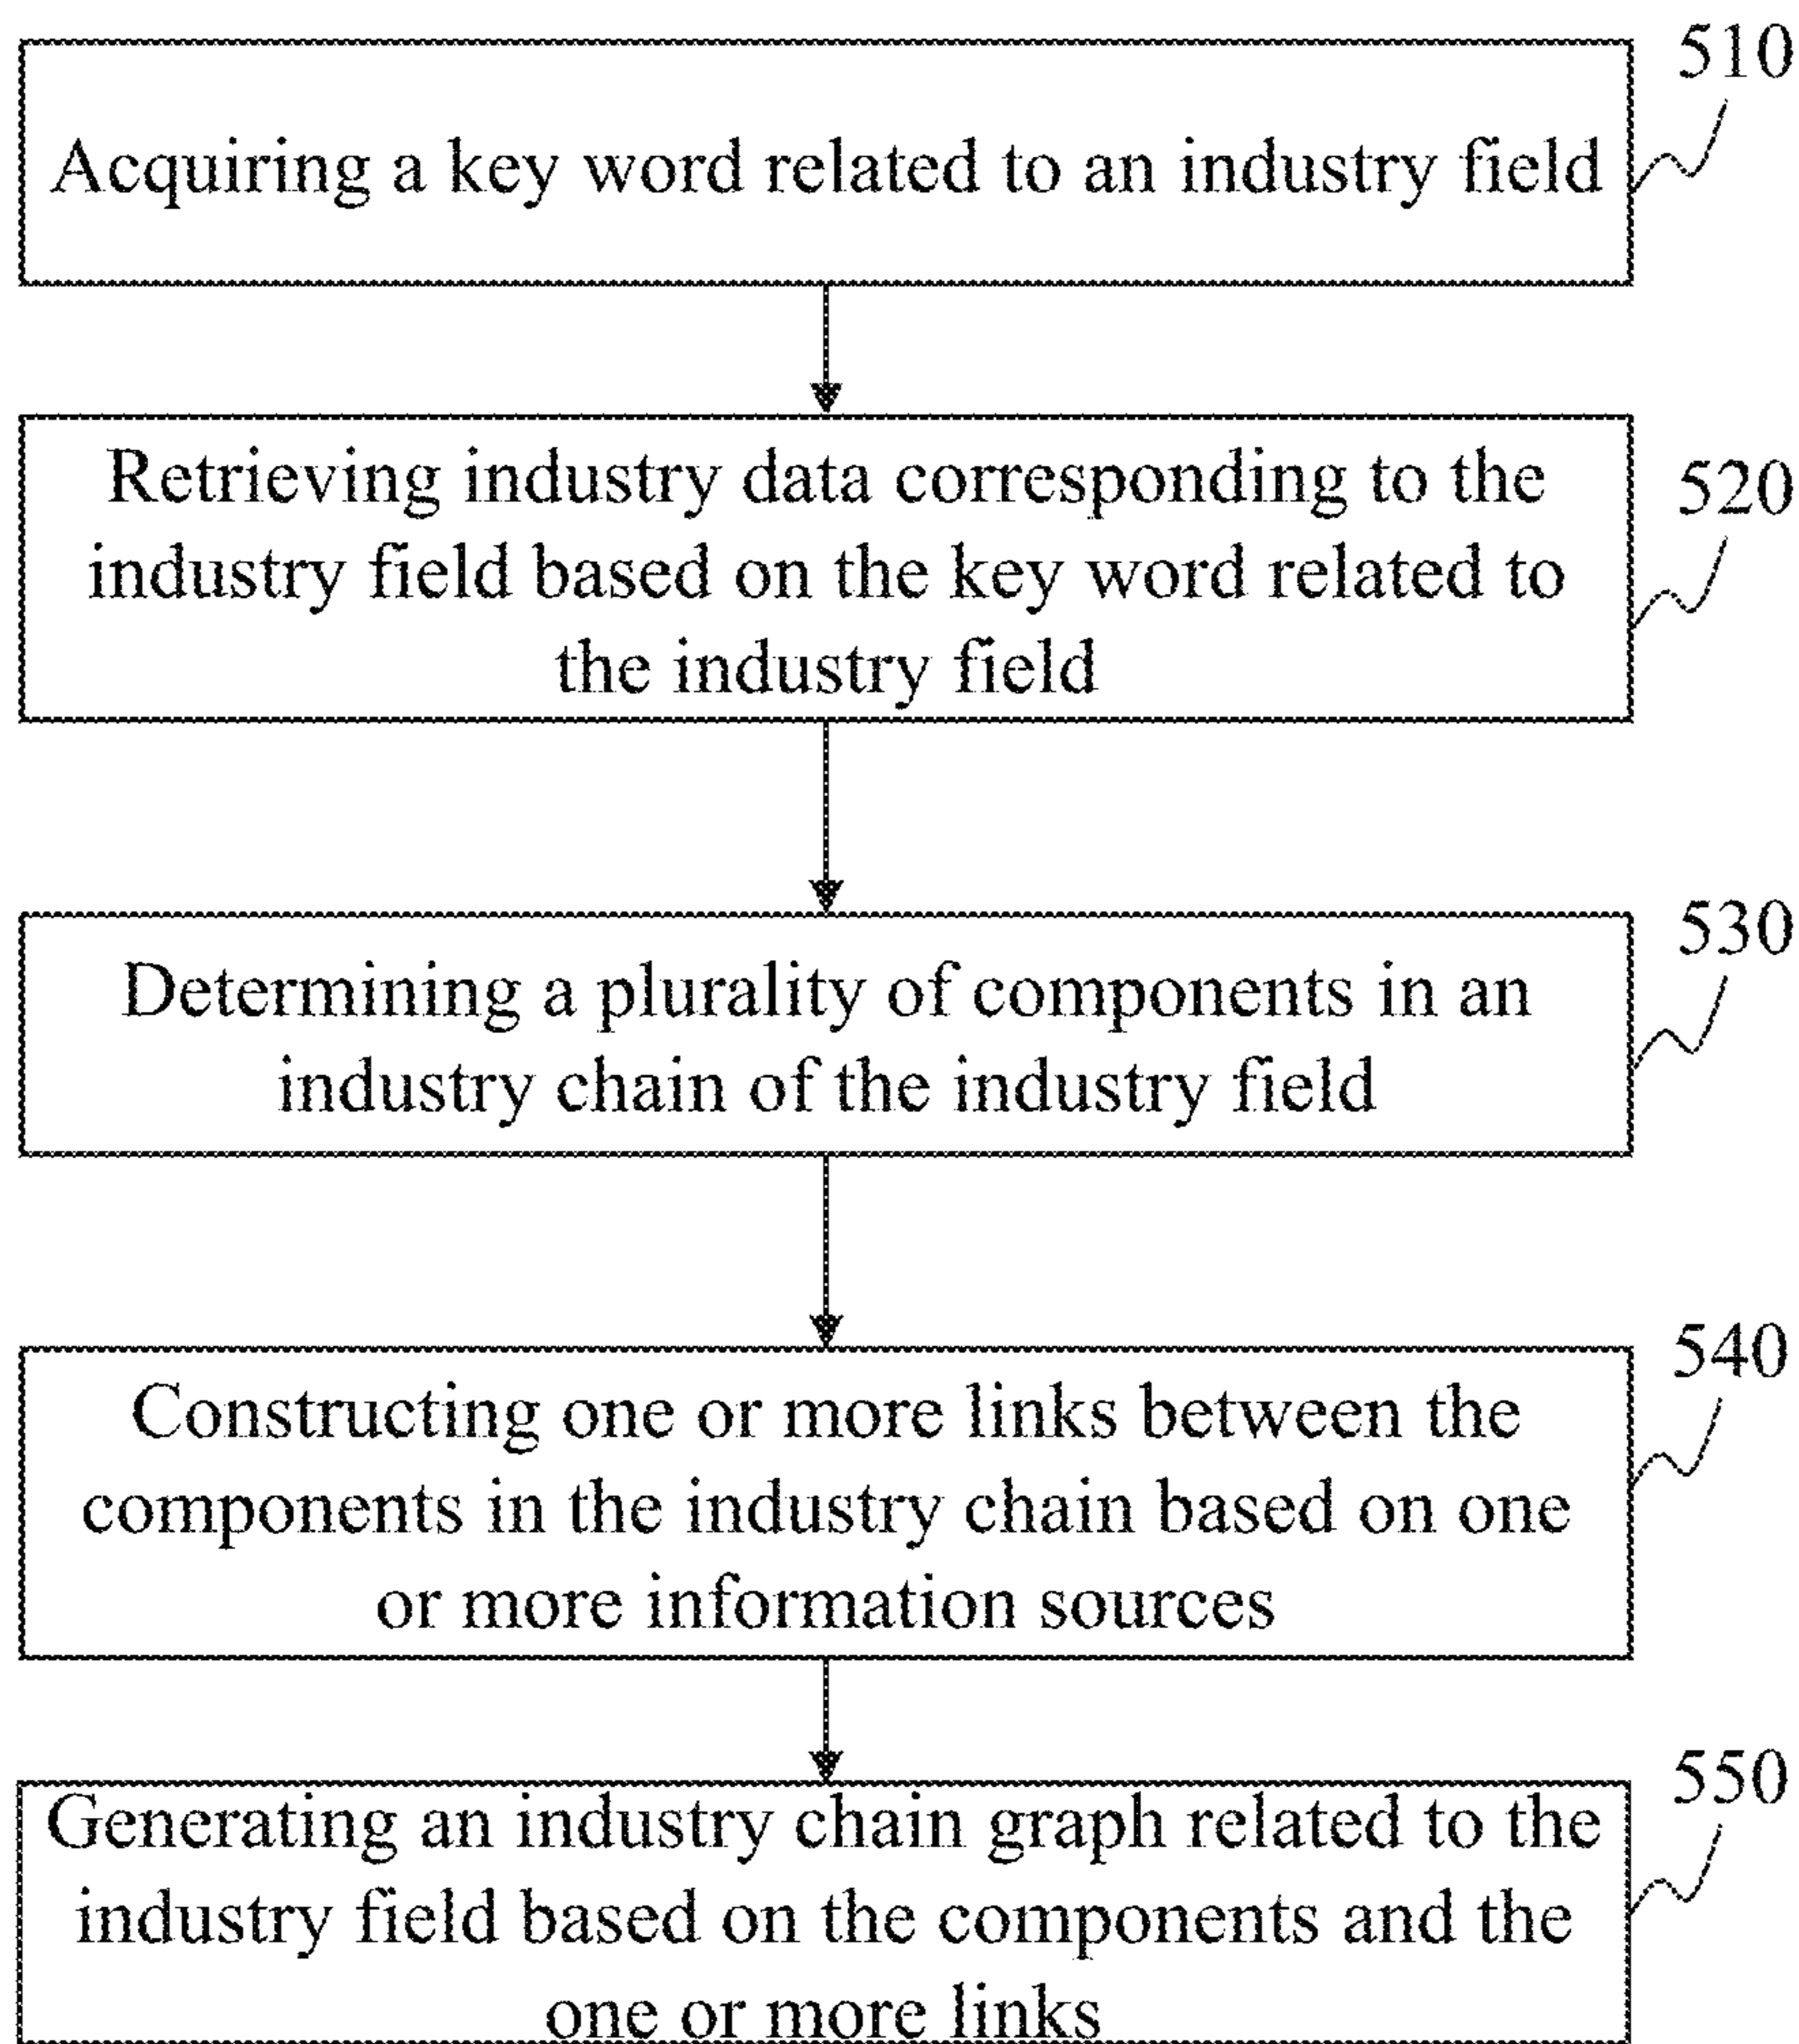 510
Acquiring a key word related to an industry field
Retrieving industry data corresponding to the
520
industry field based on the key word related to
the industry field
530
Determining a plurality of components in an
industry chain of the industry field
540
Constructing one or more links between the
components in the industry chain based on one
or more information sources
550
Generating an industry chain graph related to the
industry field based on the components and the
one or more links